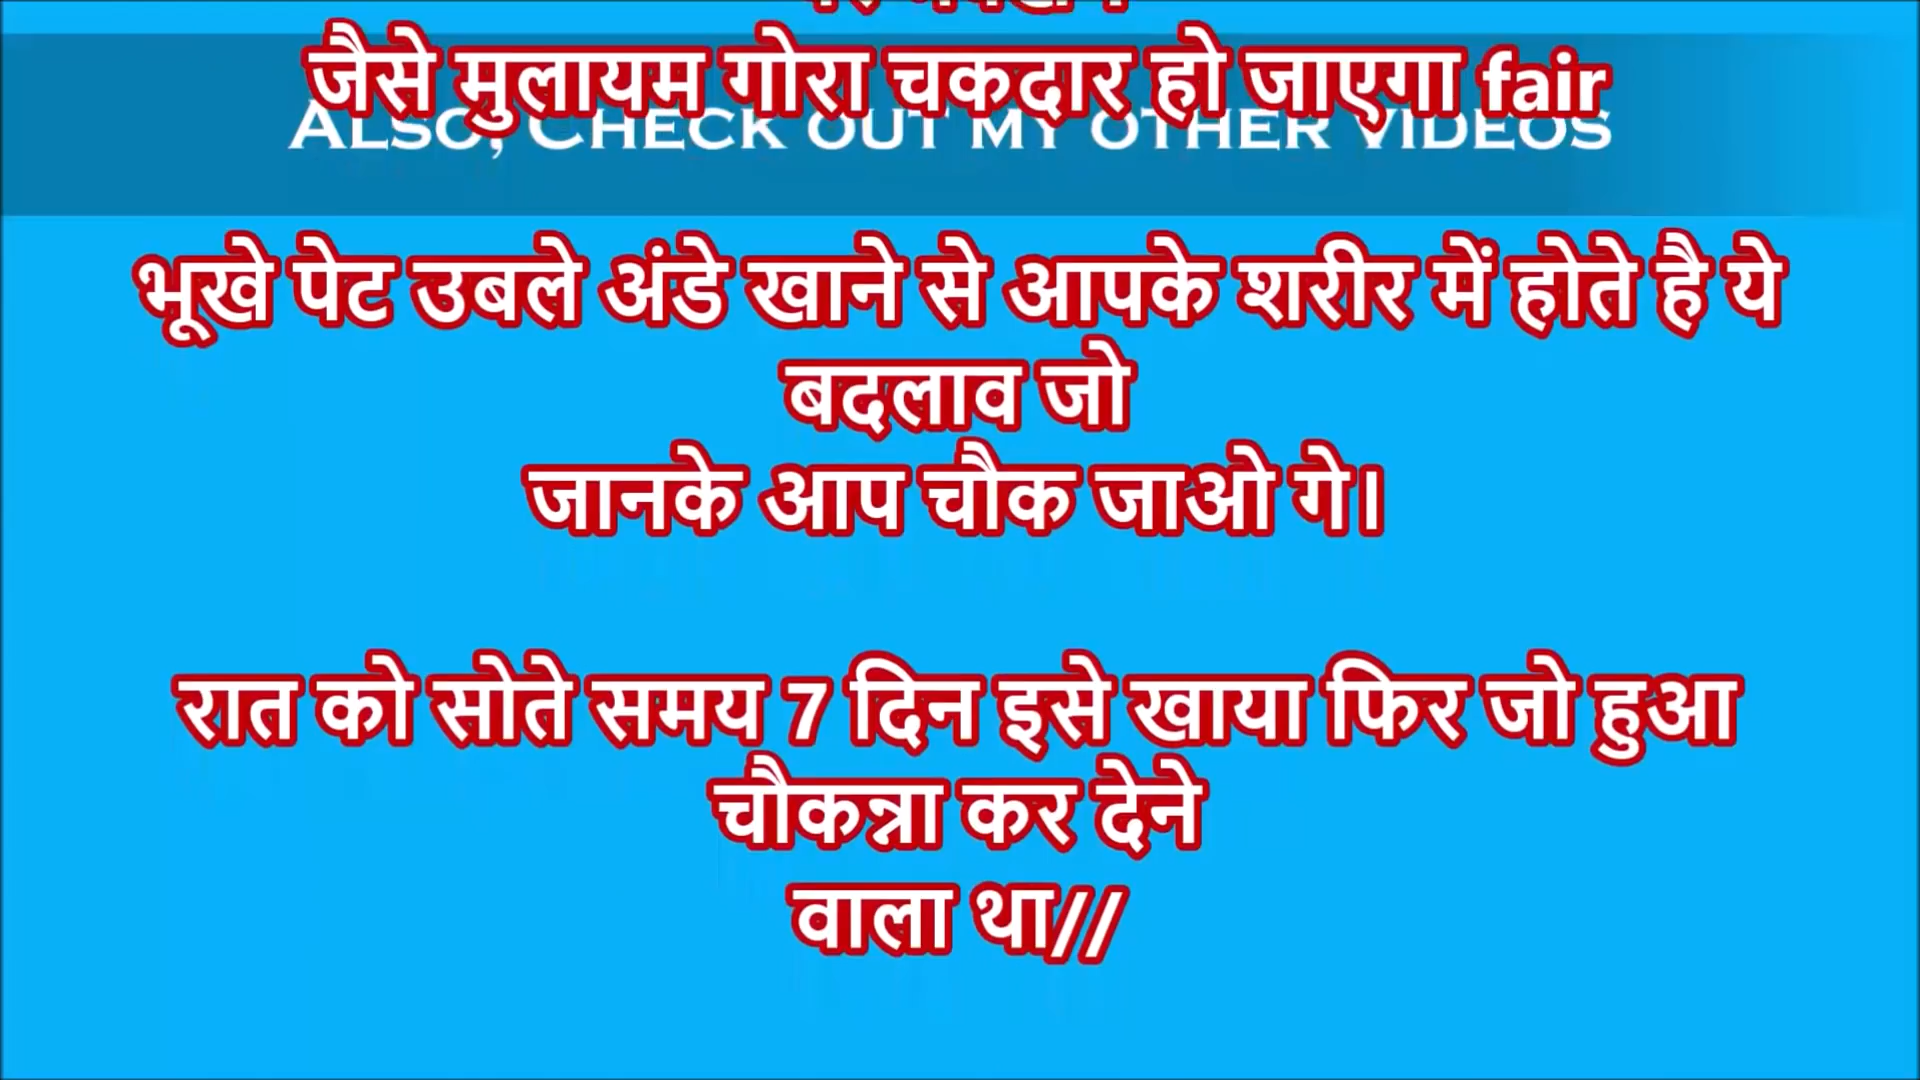 जैसे मुलायम गोरा चकदार हो जाएगा fair
ALSO, CHECK OUT MY OTHER VIDEOS
भूखे पेट उबले अंडे खाने से आपके शरीर में होते है ये
बदलाव जो
जानके आप चौक जाओ गे।
रात को सोते समय 7 दिन इसे खाया फिर जो हुआ
चौकन्ना कर देने
वाला था//